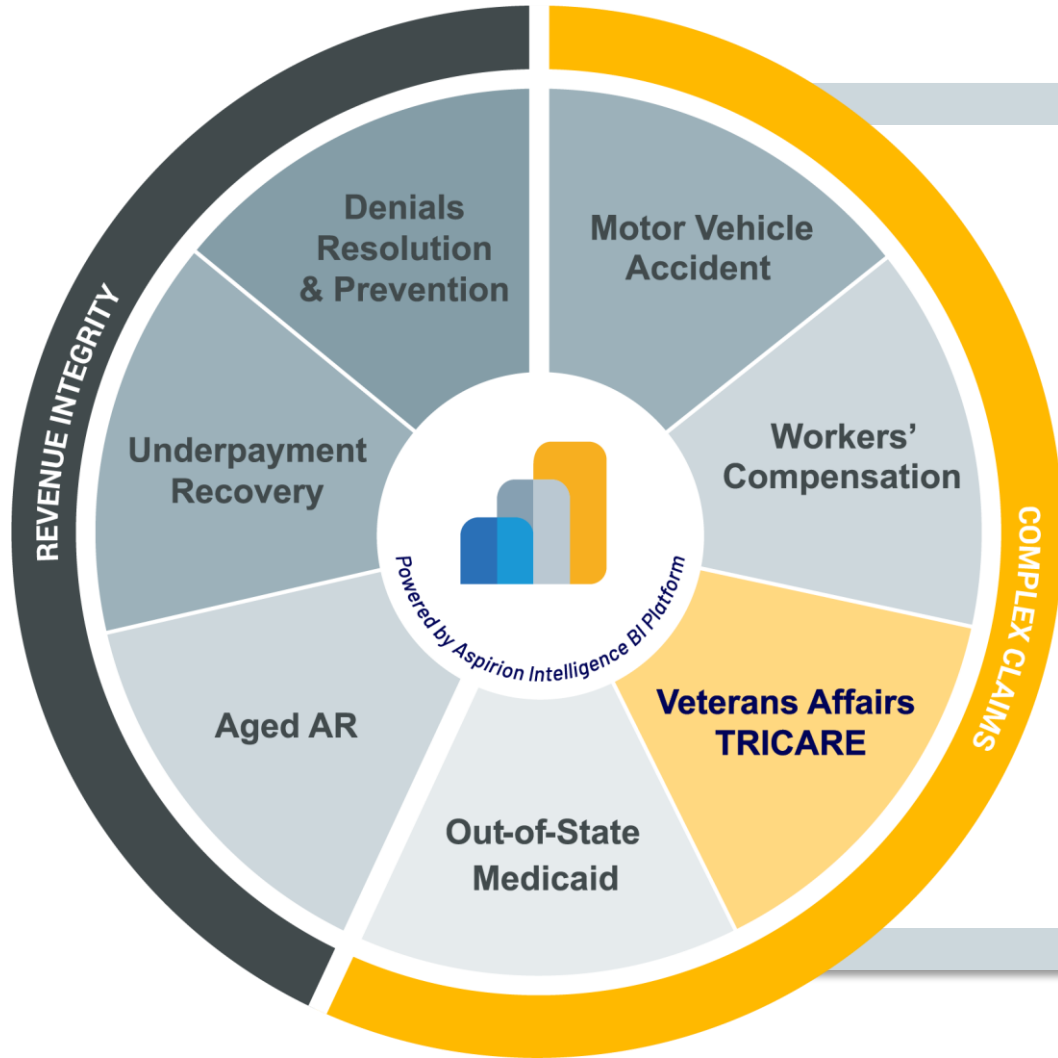 REVENUE INTEGRITY
COMPLEX CLAIMS
Denials
Resolution
& Prevention
Motor Vehicle
Accident
Underpayment
Recovery
Workers’
Compensation
Powered by Aspirion Intelligence BI Platform
Aged AR
Veterans Affairs
TRICARE
Out-of-State
Medicaid